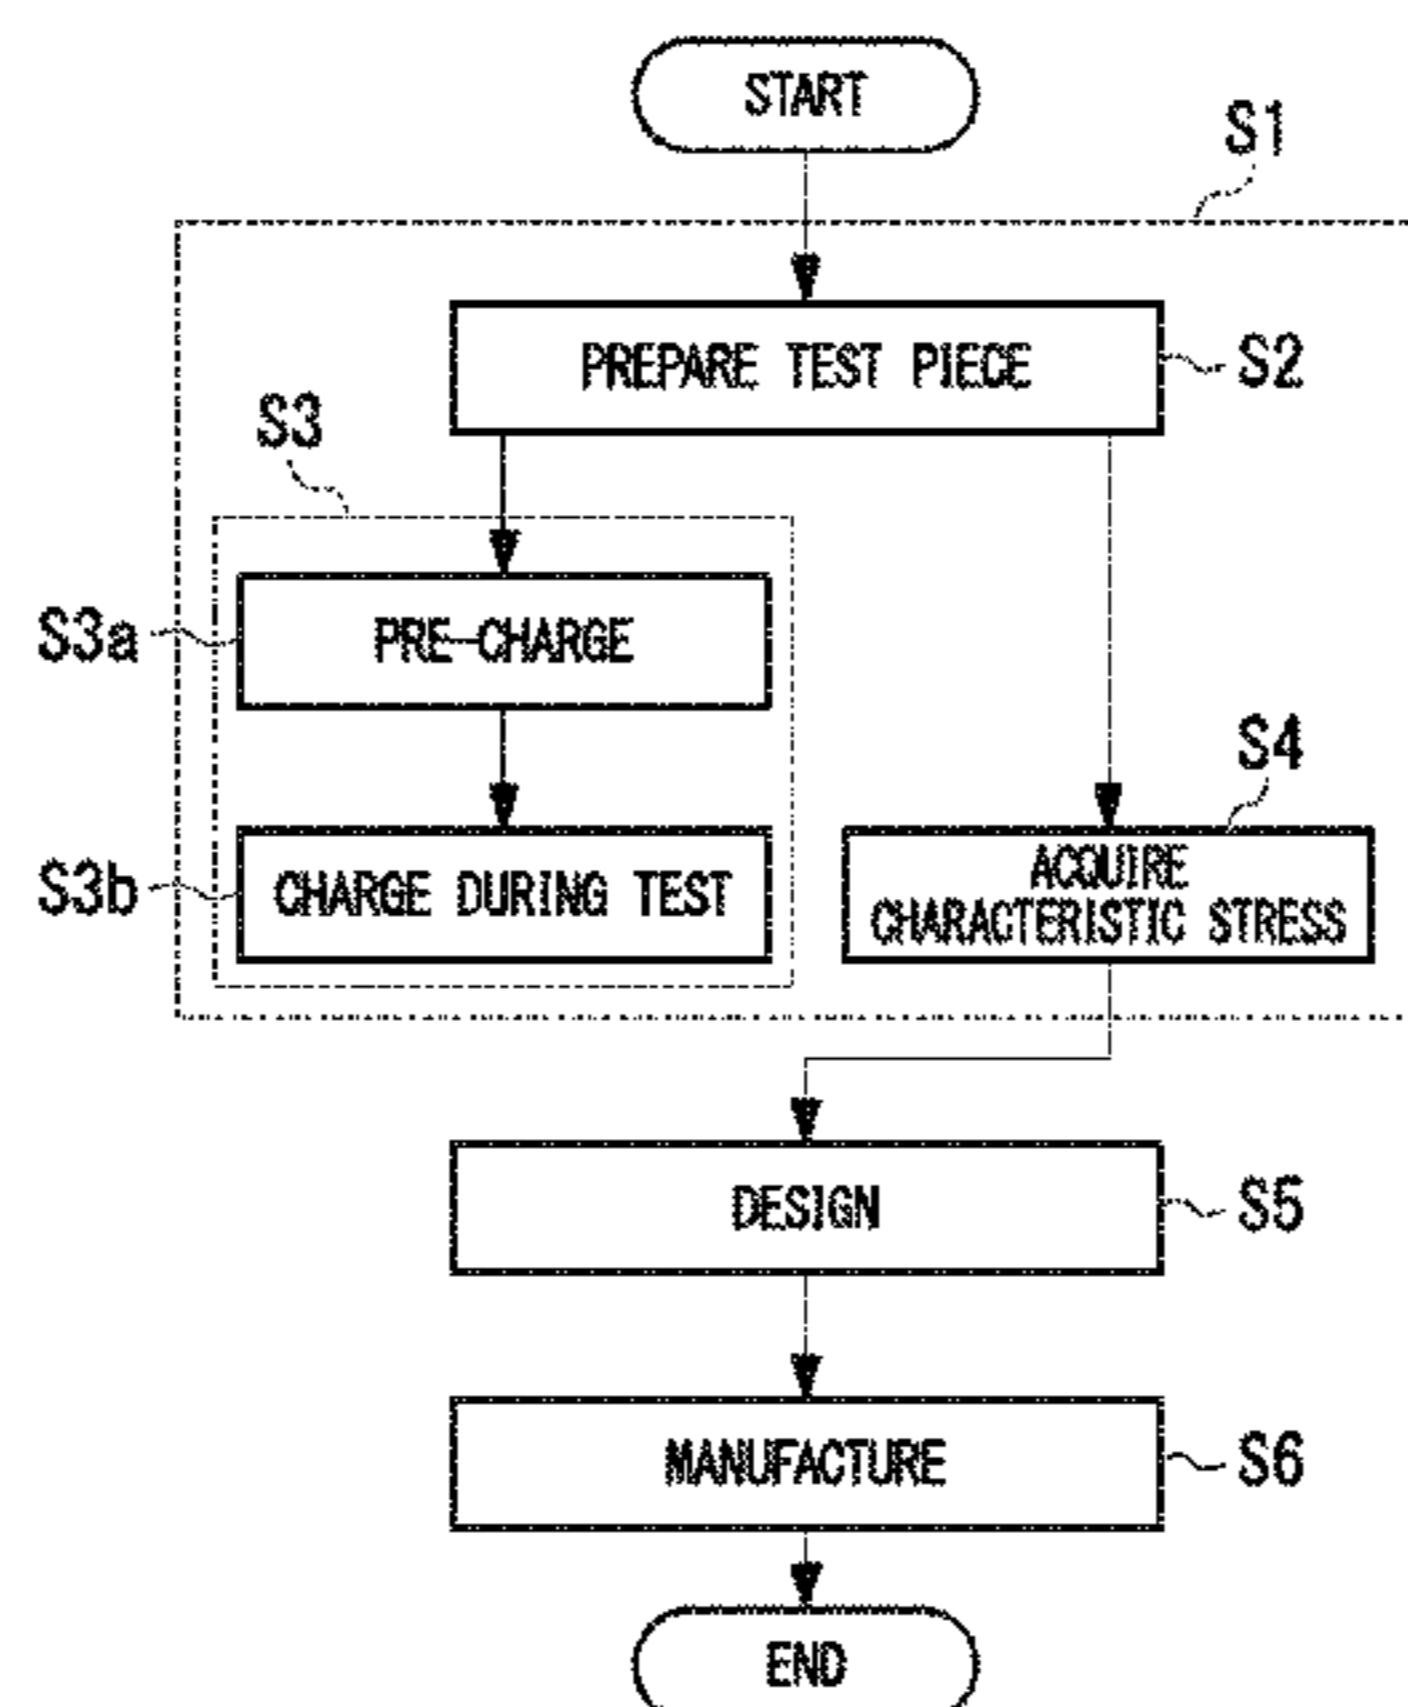 START
S1
PREPARE TEST PIECE
S2
S3
PRE-CHARGE
S3a
S4
CHARGE DURING TEST
S3b
ACQUIRE
CHARACTERISTIC STRESS
DESIGN
S5
MANUFACTURE
S6
END